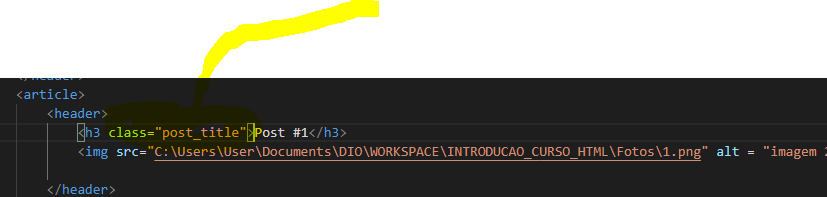 </header>
<article>
<header>
<h3 class="post_title">Post #1</h3>
<img src="C:\Users\User\Documents\DIO\WORKSPACE\INTRODUCAO_CURSO_HTML\Fotos\1.png" alt = "imagem
</header>